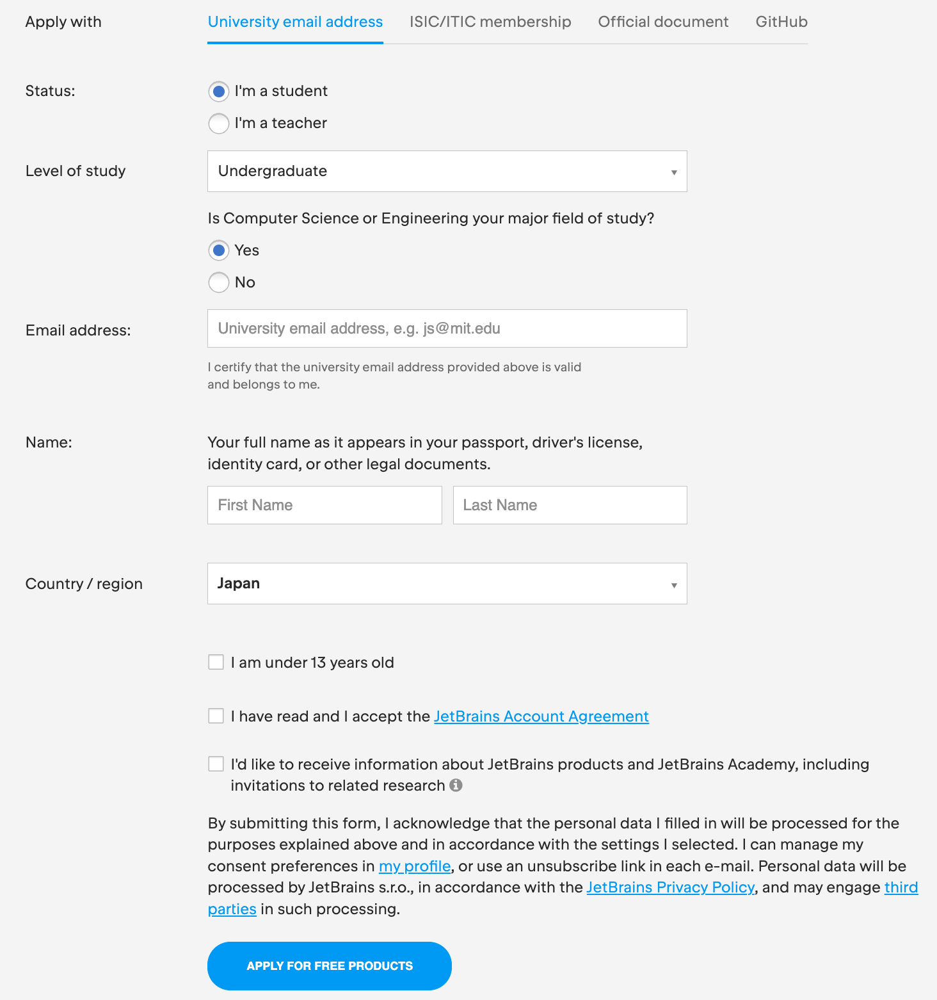 Apply with
University email address
ISIC/ITIC membership
Official document
GitHub
Status:
I'm a student
I'm a teacher
Level of study
Undergraduate
Is Computer Science or Engineering your major field of study?
Yes
No
Email address:
University email address, e.g. js@mit.edu
I certify that the university email address provided above is valid
and belongs to me.
Name:
Your full name as it appears in your passport, driver's license,
identity card, or other legal documents.
First Name
Last Name
Country / region
Japan
I am under 13 years old
I have read and I accept the JetBrains Account Agreement
I'd like to receive information about JetBrains products and JetBrains Academy, including
invitations to related research
By submitting this form, I acknowledge that the personal data I filled in will be processed for the
purposes explained above and in accordance with the settings I selected. I can manage my
consent preferences in my profile, or use an unsubscribe link in each e-mail. Personal data will be
processed by JetBrains s.r.o., in accordance with the JetBrains Privacy Policy, and may engage third
parties in such processing.
APPLY FOR FREE PRODUCTS